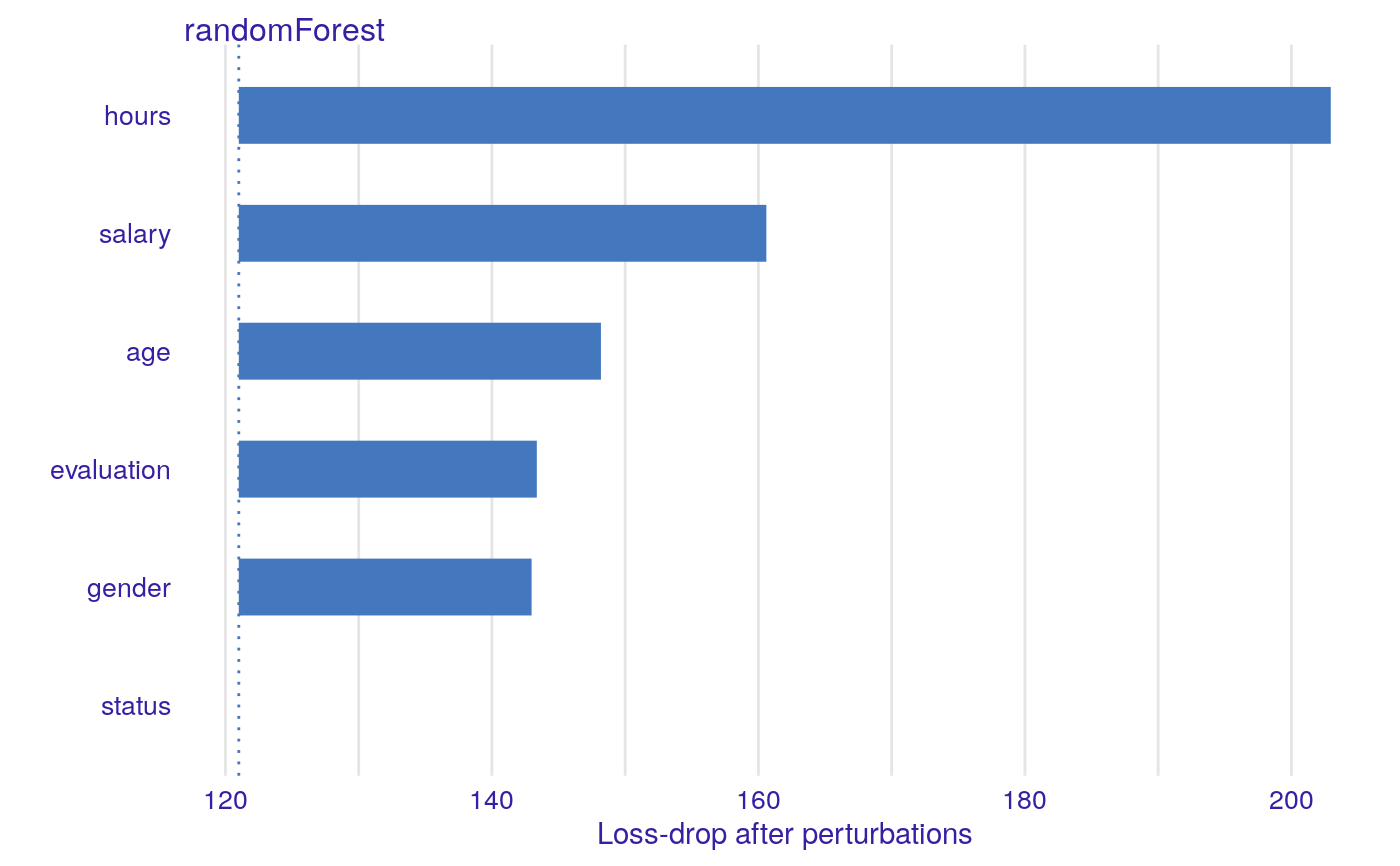 randomForest
hours
salary
age
evaluation
gender
status
120 140 160 180 200
Loss-drop after perturbations